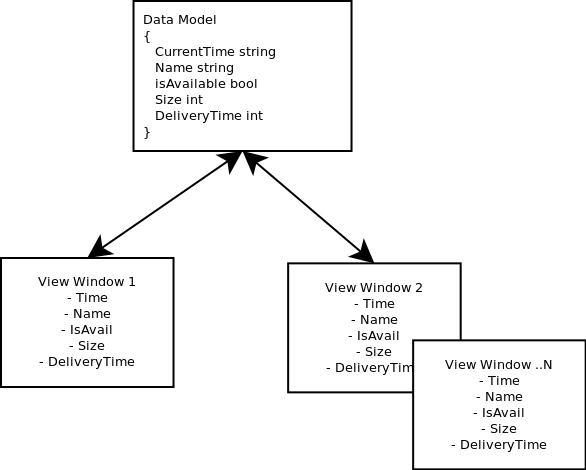 Data Model
{
CurrentTime string
Name string
isAvailable bool
Size int
DeliveryTime int
}
View Window 1
- Time
- Name
- IsAvail
- Size
- DeliveryTime
View Window 2
- Time
- Name
- IsAvail
- Size
- DeliveryTim
View Window ..N
- Time
- Name
- IsAvail
- Size
- DeliveryTime